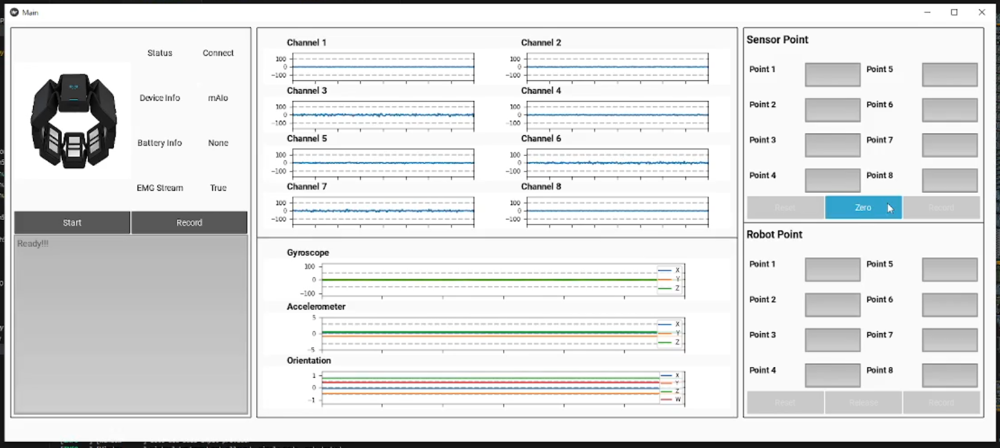 Main
Status Connect
Device Info mAlo
Battery Info None
EMG Stream True
Start Record
Ready!!!
Channel 1 Channel 2
100 100
0 0
−100 −100
Channel 3 Channel 4
100 100
0 0
−100 −100
Channel 5 Channel 6
100 100
0 0
−100 −100
Channel 7 Channel 8
100 100
0 0
−100 −100
Gyroscope
100 X
0 Y
−100 Z
Accelerometer
5 X
0 Y
−5 Z
Orientation
1 X
Y
0 Z
−1 W
Sensor Point
Point 1 Point 5
Point 2 Point 6
Point 3 Point 7
Point 4 Point 8
Reset Zero Record
Robot Point
Point 1 Point 5
Point 2 Point 6
Point 3 Point 7
Point 4 Point 8
Reset Release Record